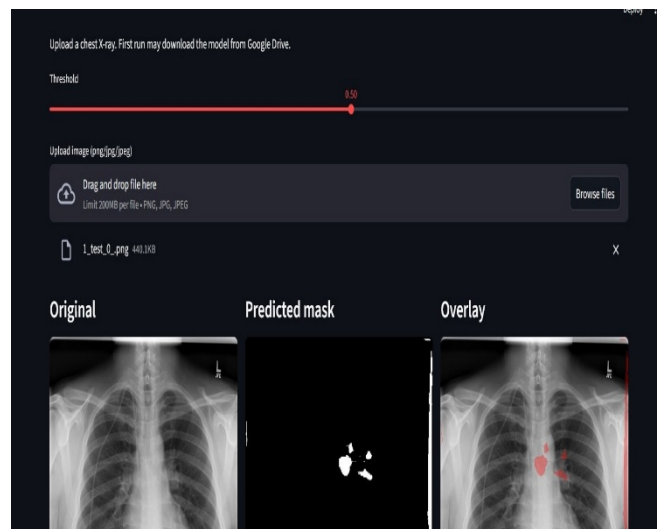 Deploy
Upload a chest X-ray. First run may download the model from Google Drive.
Threshold
0.50
Upload image (png/jpg/jpeg)
Drag and drop file here
Limit 200MB per file • PNG, JPG, JPEG
Browse files
1_test_0_.png 440.1KB
Original
Predicted mask
Overlay